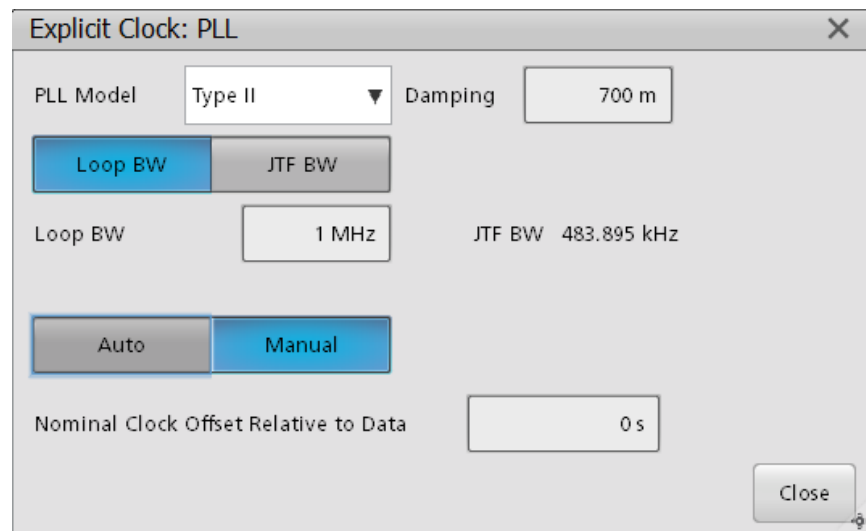 Explicit Clock: PLL
PLL Model Type II Damping 700 m
Loop BW JTF BW
Loop BW 1 MHz JTF BW 483.895 kHz
Auto Manual
Nominal Clock Offset Relative to Data 0 s
Close